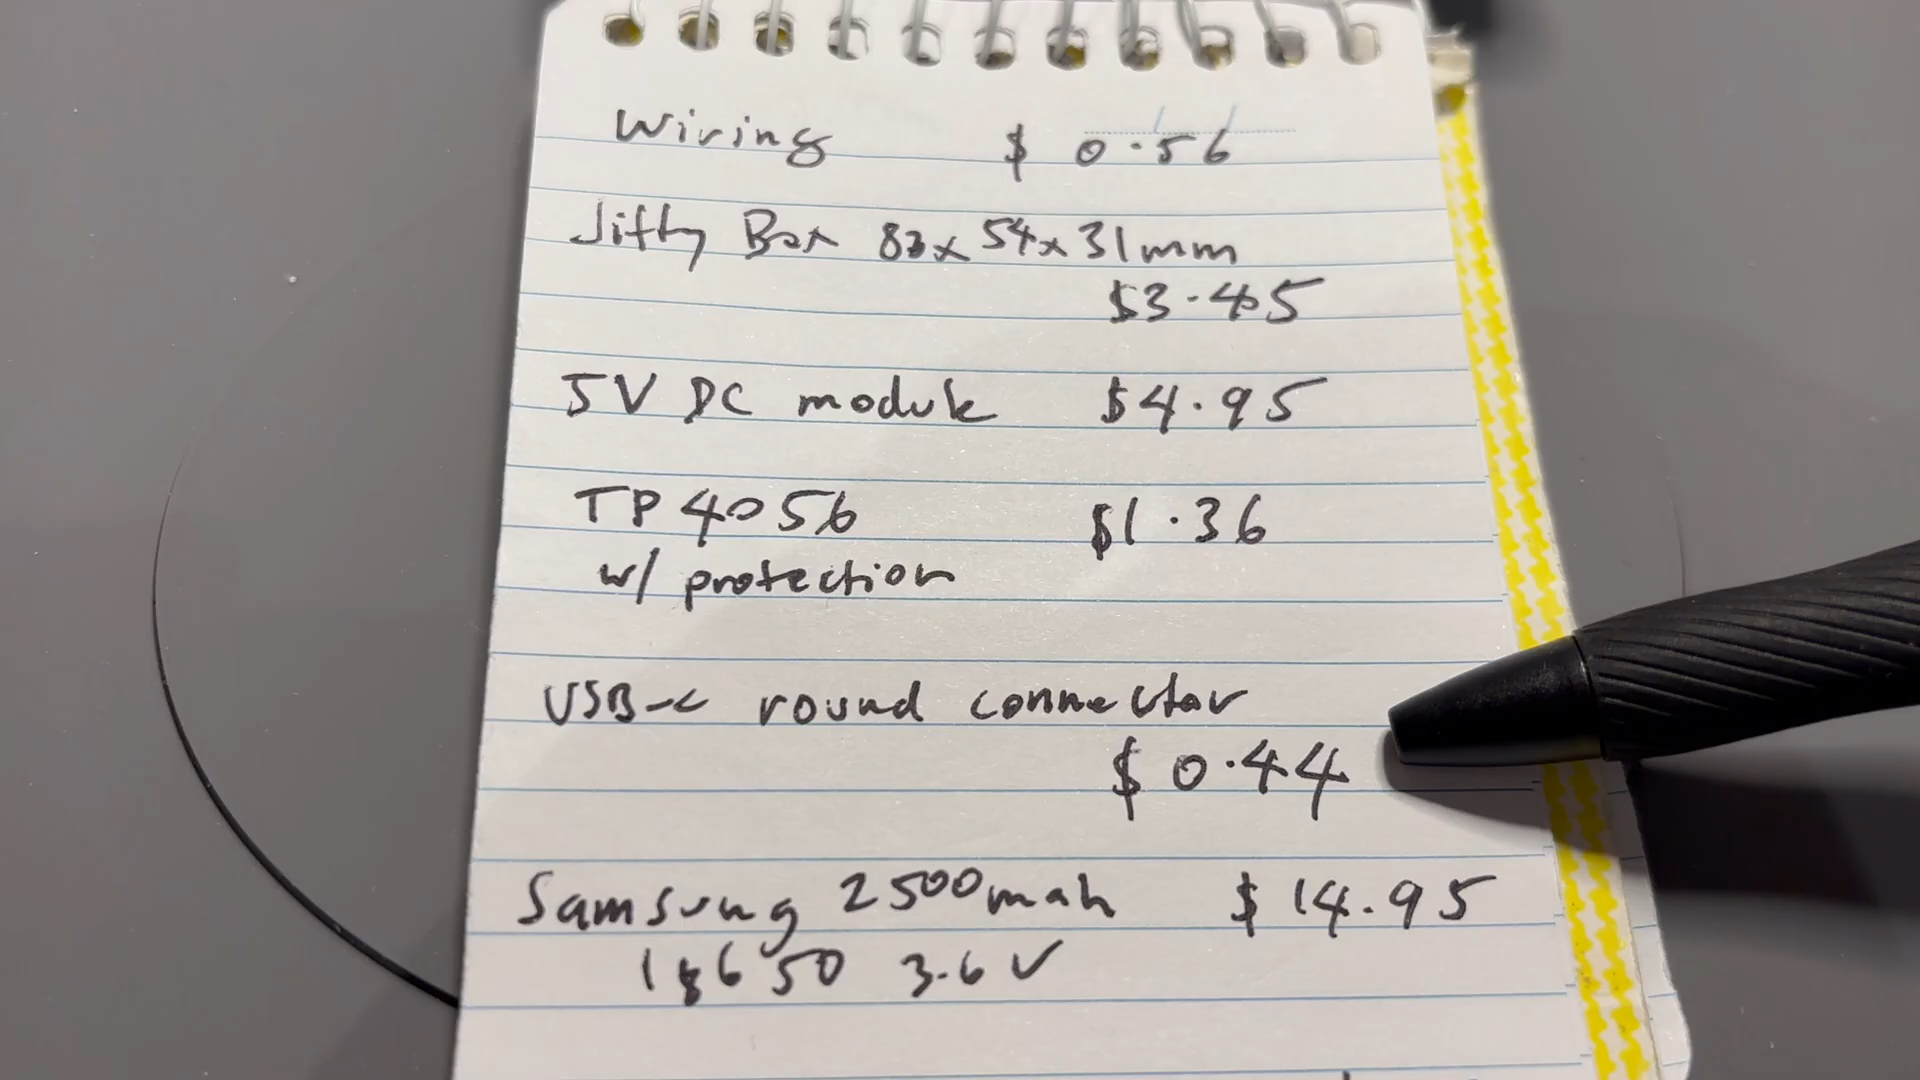 Wiring $ 0.56
Jiffy Box 83x54x31mm
$3.45
5V DC module $4.95
TP4056 $1.36
w/ protection
USB-C round connector
$ 0.44
Samsung 2500mah $ 14.95
18650 3.6V